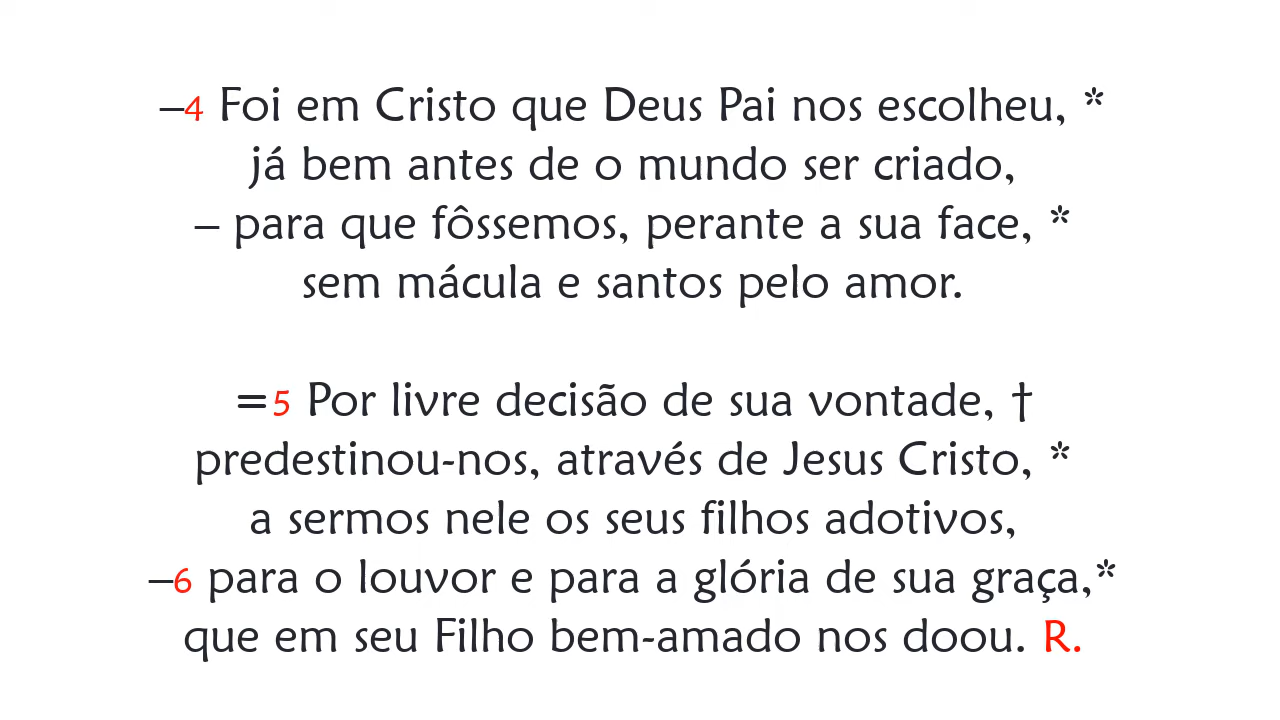 –4 Foi em Cristo que Deus Pai nos escolheu, *
já bem antes de o mundo ser criado,
– para que fôssemos, perante a sua face, *
sem mácula e santos pelo amor.
=5 Por livre decisão de sua vontade, †
predestinou-nos, através de Jesus Cristo, *
a sermos nele os seus filhos adotivos,
–6 para o louvor e para a glória de sua graça,*
que em seu Filho bem-amado nos doou. R.